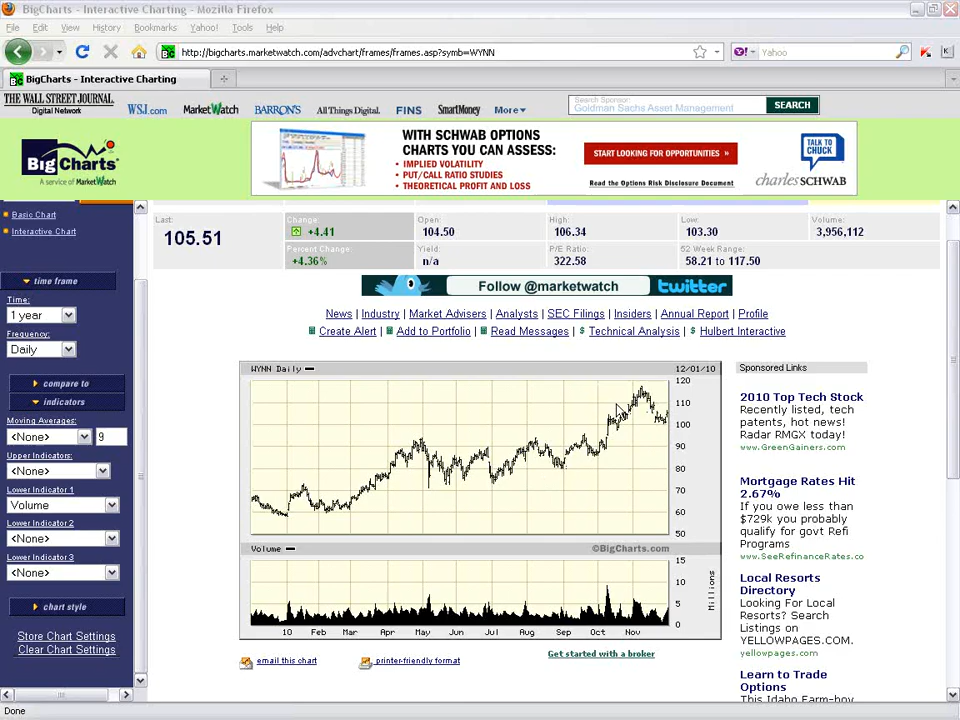 BigCharts - Interactive Charting - Mozilla Firefox
File Edit View History Bookmarks Yahoo! Tools Help
http://bigcharts.marketwatch.com/advchart/frames/frames.asp?symb=WYNN
Y! Yahoo
BigCharts - Interactive Charting
THE WALL STREET JOURNAL
Digital Network
WSJ.com MarketWatch BARRON'S All Things Digital. FINS SmartMoney More
Search Sponsor:
Goldman Sachs Asset Management SEARCH
BigCharts
A service of MarketWatch
WITH SCHWAB OPTIONS
CHARTS YOU CAN ASSESS:
• IMPLIED VOLATILITY
• PUT/CALL RATIO STUDIES
• THEORETICAL PROFIT AND LOSS
START LOOKING FOR OPPORTUNITIES »
Read the Options Risk Disclosure Document
TALK TO
CHUCK
charles SCHWAB
Basic Chart
Interactive Chart
time frame
Time:
1 year
Frequency:
Daily
compare to
indicators
Moving Averages:
<None> 9
Upper Indicators:
<None>
Lower Indicator 1
Volume
Lower Indicator 2
<None>
Lower Indicator 3
<None>
chart style
Store Chart Settings
Clear Chart Settings
Last:
105.51
Change:
+4.41
Open:
104.50
High:
106.34
Low:
103.30
Volume:
3,956,112
Percent Change:
+4.36%
Yield:
n/a
P/E Ratio:
322.58
52 Week Range:
58.21 to 117.50
Follow @marketwatch twitter
News | Industry | Market Advisers | Analysts | SEC Filings | Insiders | Annual Report | Profile
Create Alert | Add to Portfolio | Read Messages | $ Technical Analysis | $ Hulbert Interactive
WYNN Daily 12/01/10
120
110
100
90
80
70
60
50
Volume ©BigCharts.com
15
10
5
0
Millions
10 Feb Mar Apr May Jun Jul Aug Sep Oct Nov
email this chart printer-friendly format
Get started with a broker
Sponsored Links
2010 Top Tech Stock
Recently listed, tech
patents, hot news!
Radar RMGX today!
www.GreenGainers.com
Mortgage Rates Hit
2.67%
If you owe less than
$729k you probably
qualify for govt Refi
Programs
www.SeeRefinanceRates.co
Local Resorts
Directory
Looking For Local
Resorts? Search
Listings on
YELLOWPAGES.COM.
yellowpages.com
Learn to Trade
Options
This Idaho Farm-boy
Done